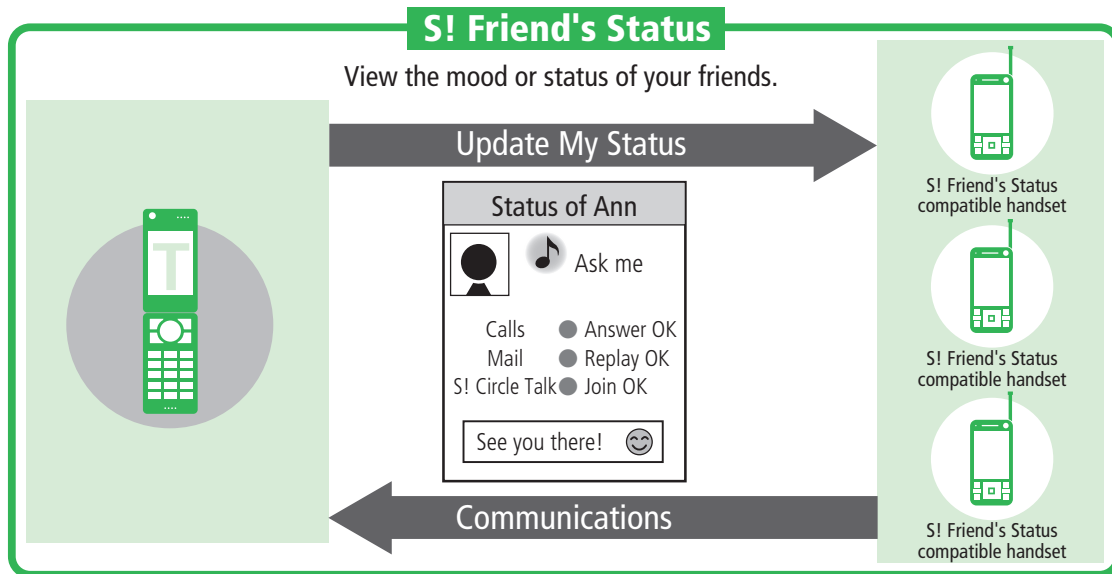 S! Friend's Status
View the mood or status of your friends.
Update My Status
T
Status of Ann
Ask me
Calls Answer OK
Mail Replay OK
S! Circle Talk Join OK
See you there!
Communications
S! Friend's Status
compatible handset
S! Friend's Status
compatible handset
S! Friend's Status
compatible handset